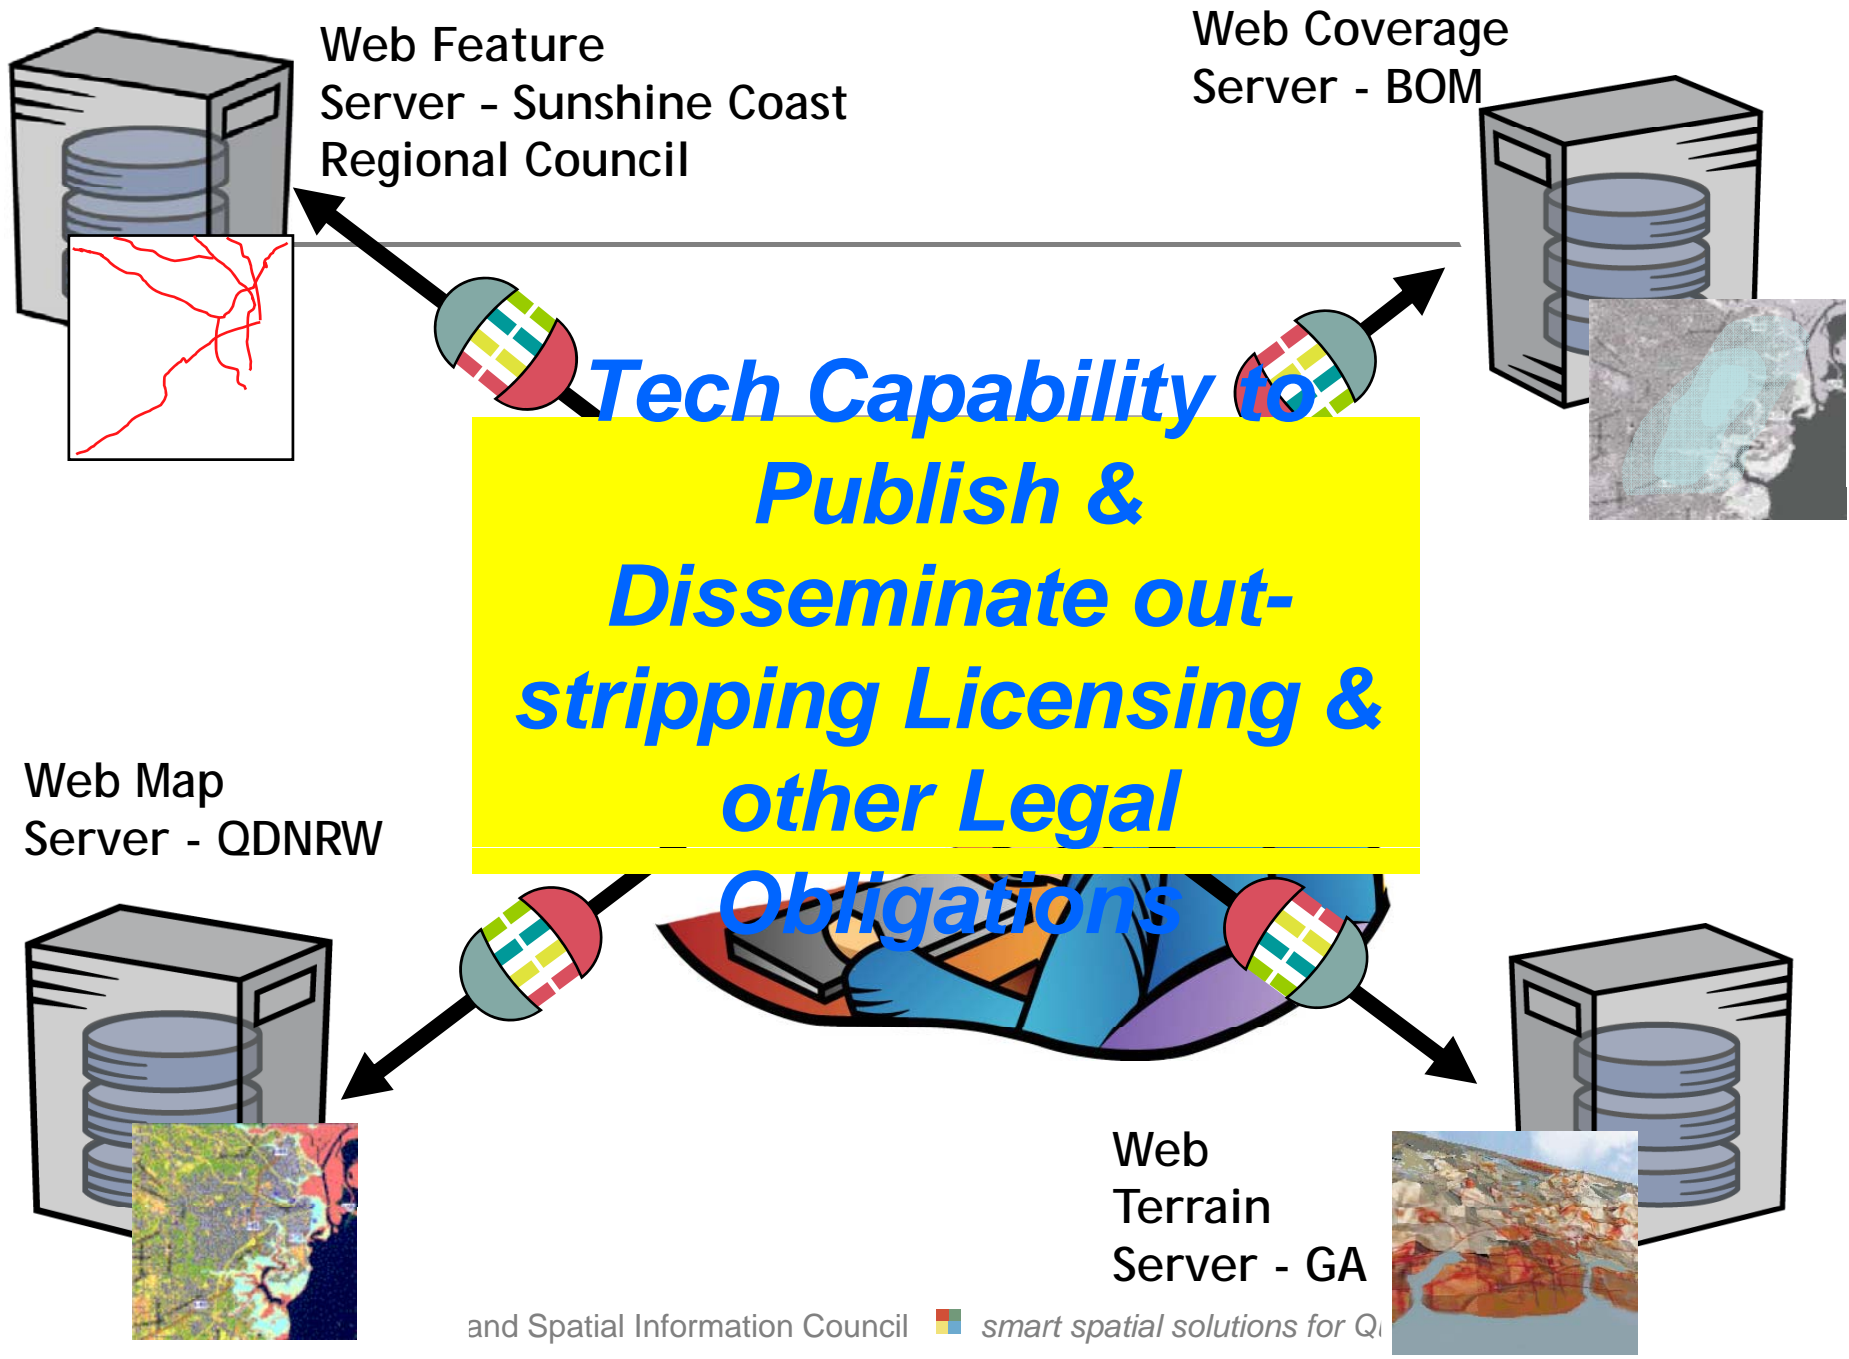 Web Feature
Server – Sunshine Coast
Regional Council
Web Coverage
Server - BOM
Tech Capability to
Publish &
Disseminate out-
stripping Licensing &
other Legal
Obligations
Web Map
Server - QDNRW
Web
Terrain
Server - GA
and Spatial Information Council smart spatial solutions for